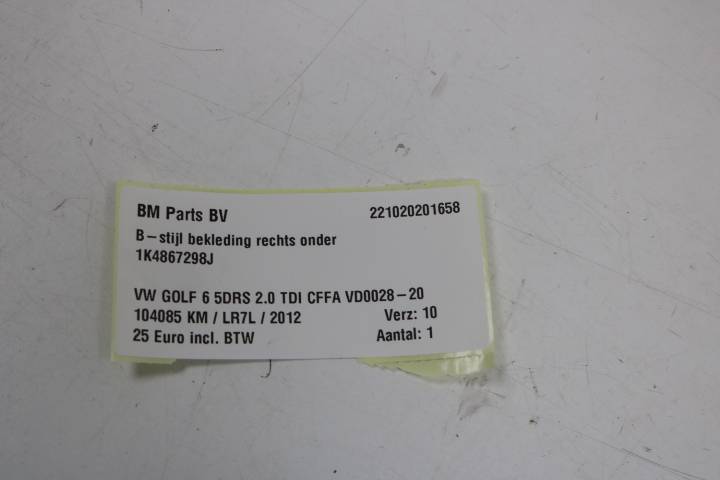 BM Parts BV 221020201658
B-stijl bekleding rechts onder
1K4867298J
VW GOLF 6 5DRS 2.0 TDI CFFA VD0028-20
104085 KM / LR7L / 2012 Verz: 10
25 Euro incl. BTW Aantal: 1